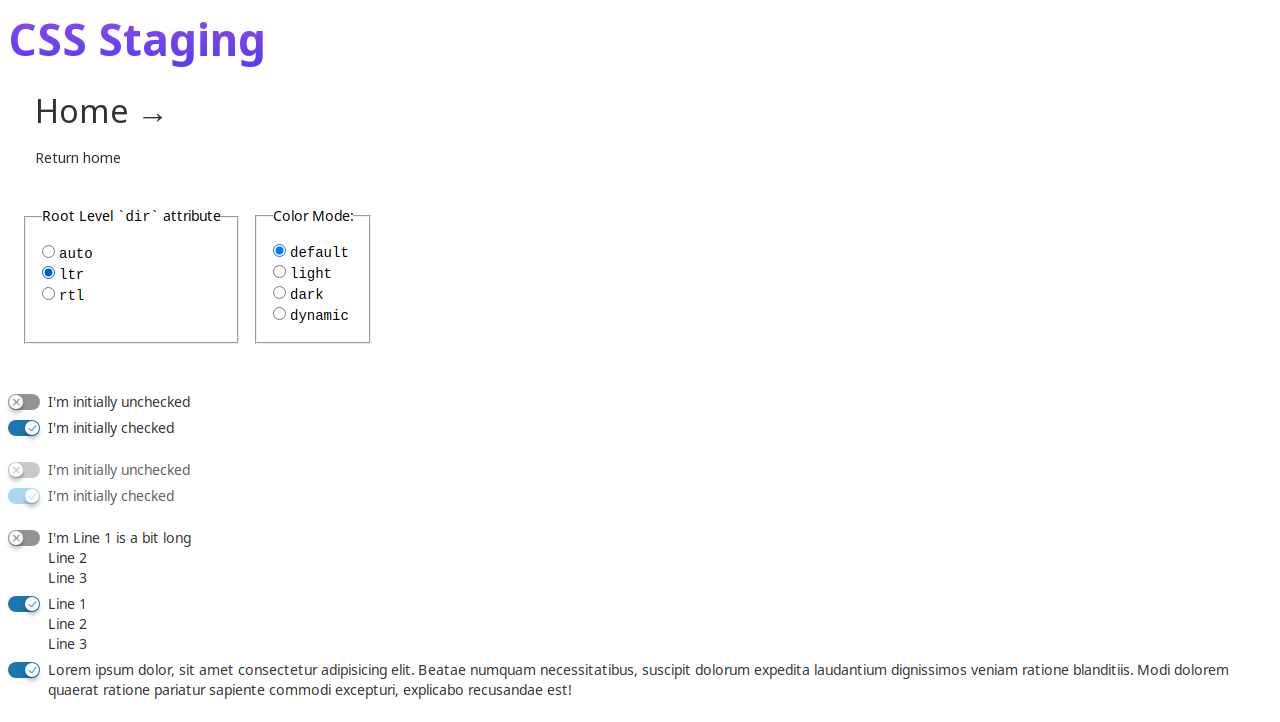 CSS Staging
Home →
Return home
Root Level `dir` attribute
auto
ltr
rtl
Color Mode:
default
light
dark
dynamic
I'm initially unchecked
I'm initially checked
I'm initially unchecked
I'm initially checked
I'm Line 1 is a bit long
Line 2
Line 3
Line 1
Line 2
Line 3
Lorem ipsum dolor, sit amet consectetur adipisicing elit. Beatae numquam necessitatibus, suscipit dolorum expedita laudantium dignissimos veniam ratione blanditiis. Modi dolorem
quaerat ratione pariatur sapiente commodi excepturi, explicabo recusandae est!